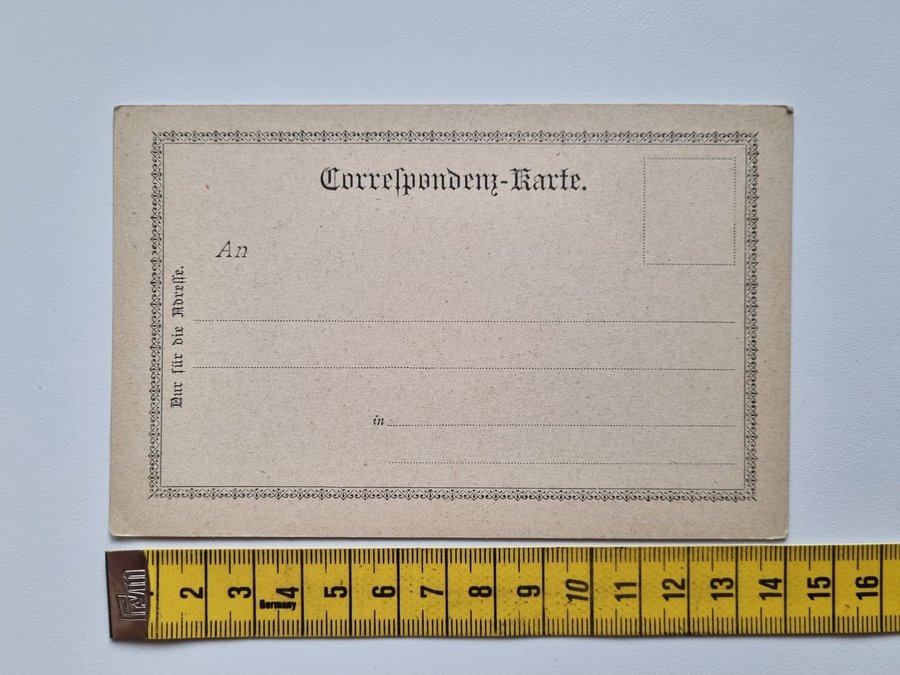 Correſpondenz-Karte.
An
Nur für die Adreſſe.
in
2 3 4 5 6 7 8 9 10 11 12 13 14 15 16
Germany